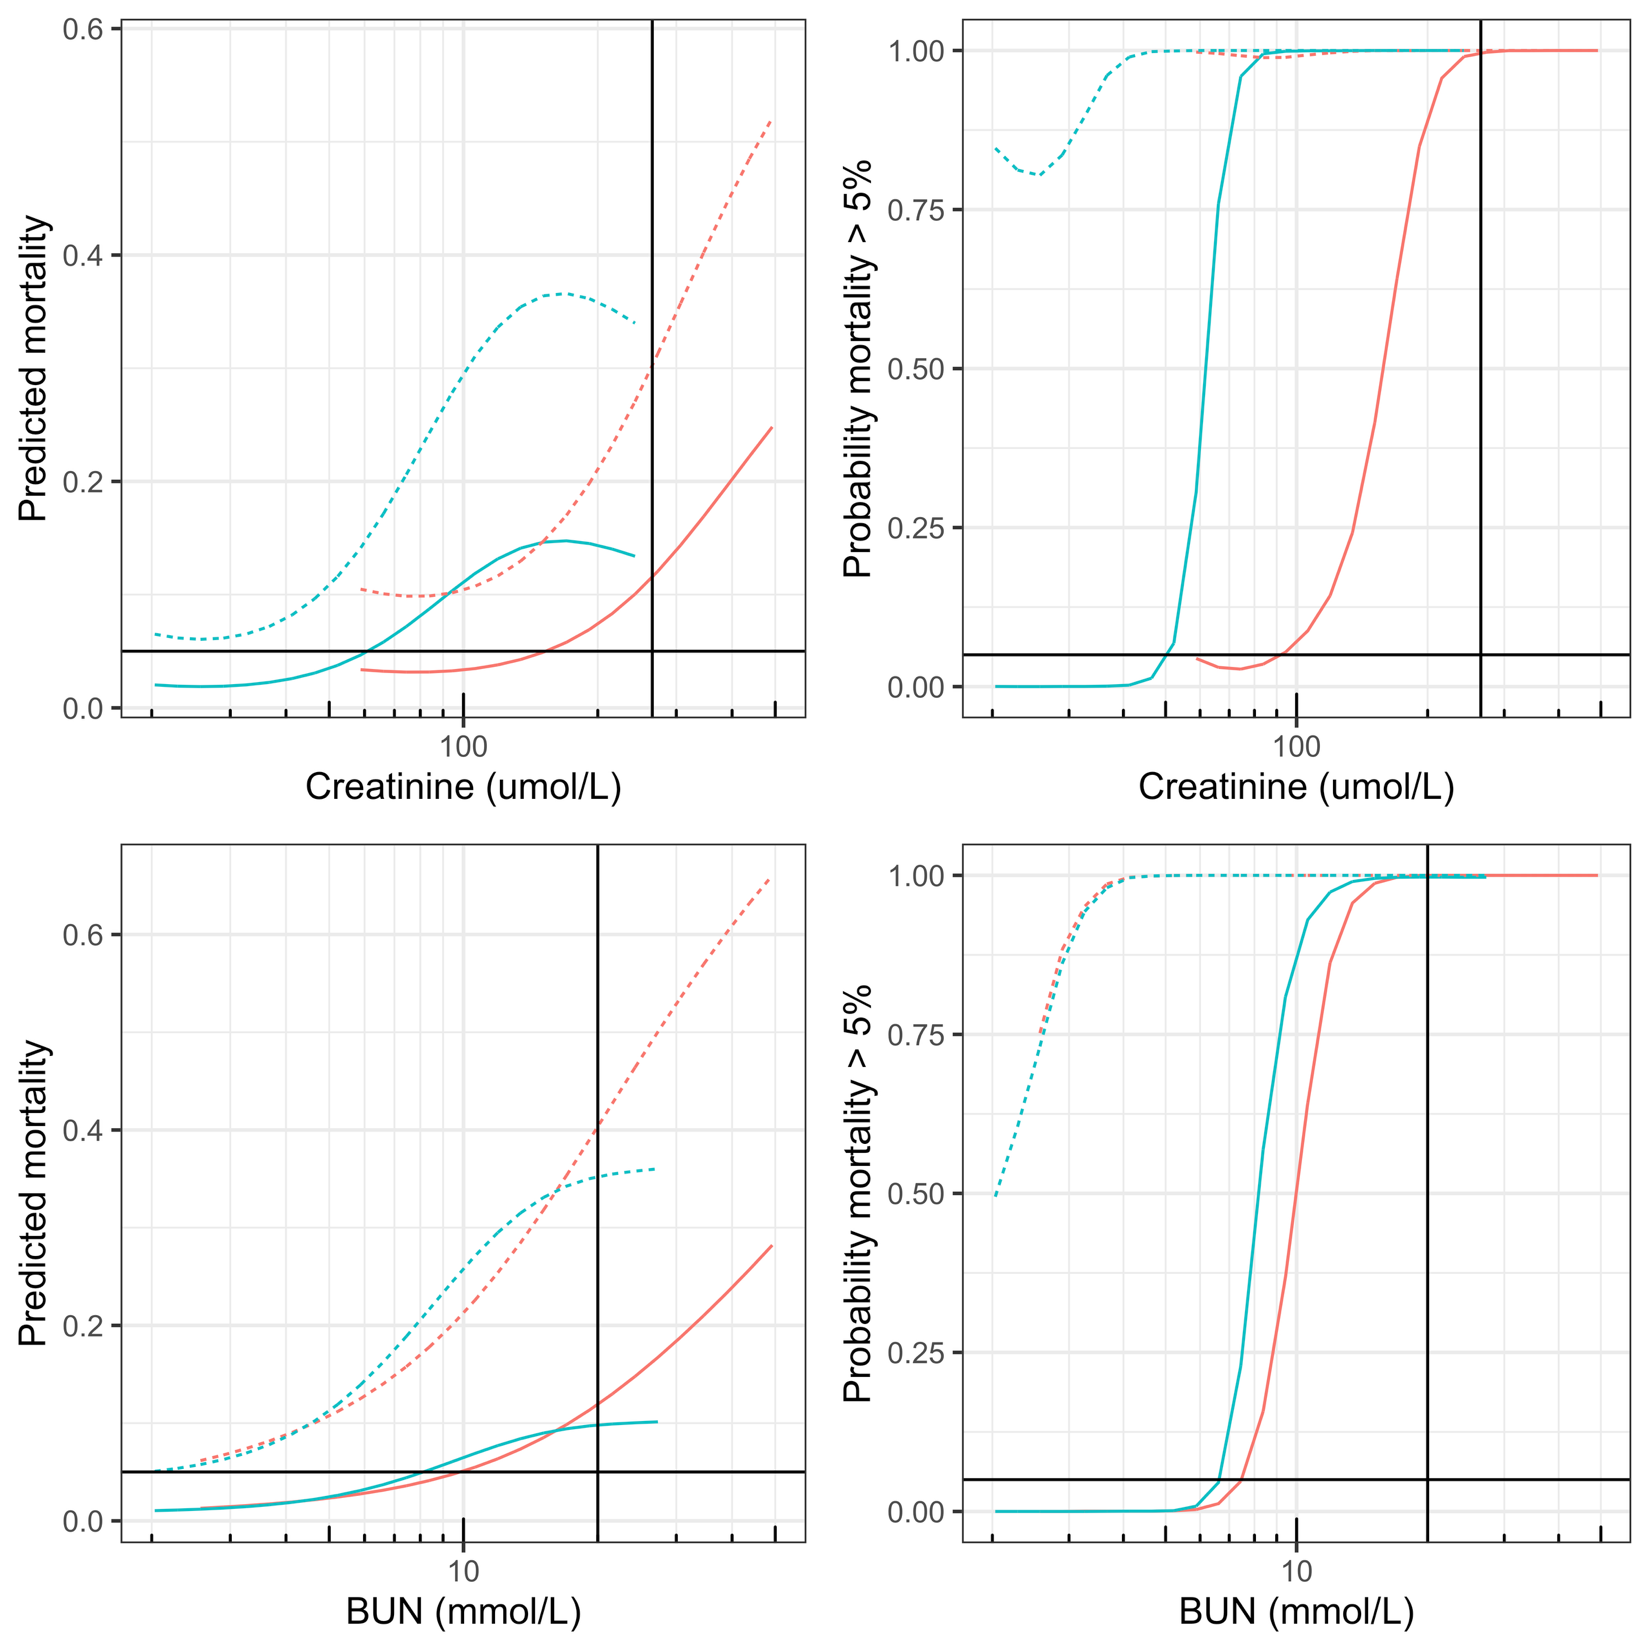 Predicted mortality
0.6
0.4
0.2
0.0
100
Creatinine (umol/L)
Probability mortality > 5%
1.00
0.75
0.50
0.25
0.00
100
Creatinine (umol/L)
Predicted mortality
0.6
0.4
0.2
0.0
10
BUN (mmol/L)
Probability mortality > 5%
1.00
0.75
0.50
0.25
0.00
10
BUN (mmol/L)